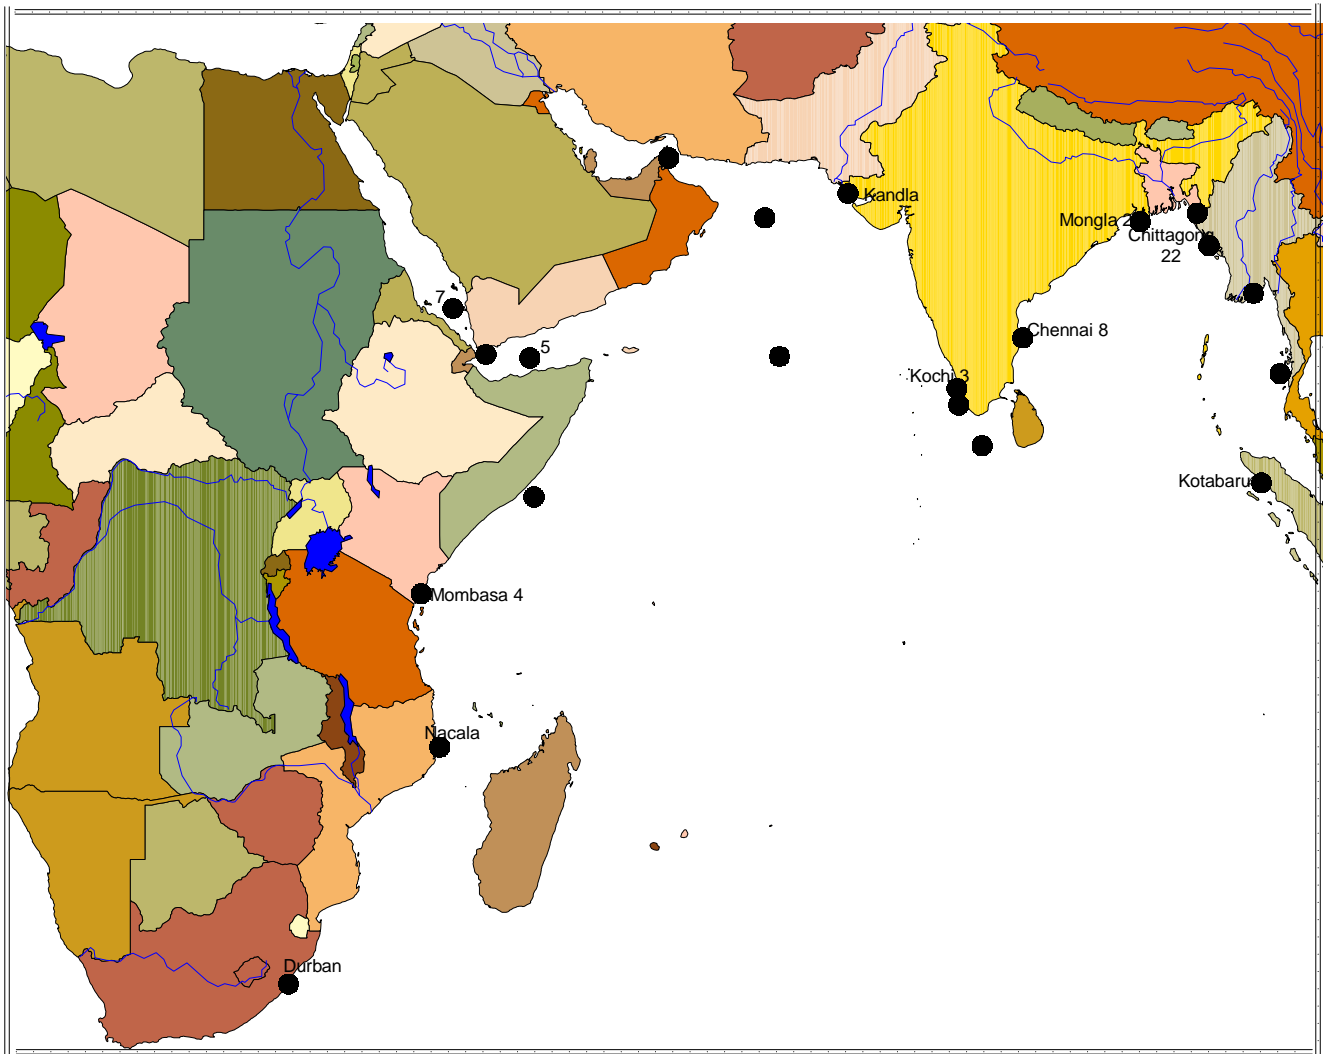 Kandla
Mongla 2
Chittagong
22
7
Chennai 8
5
Kochi 3
Kotabaru
Mombasa 4
Nacala
Durban